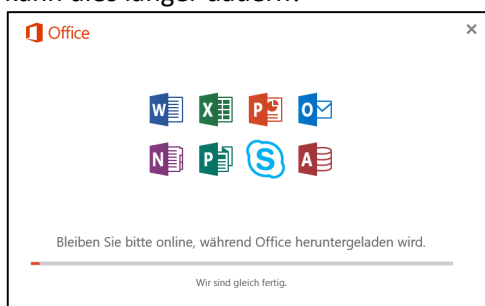 kann dies länger dauern.
Office
W X P O
N P S A
Bleiben Sie bitte online, während Office heruntergeladen wird.
Wir sind gleich fertig.